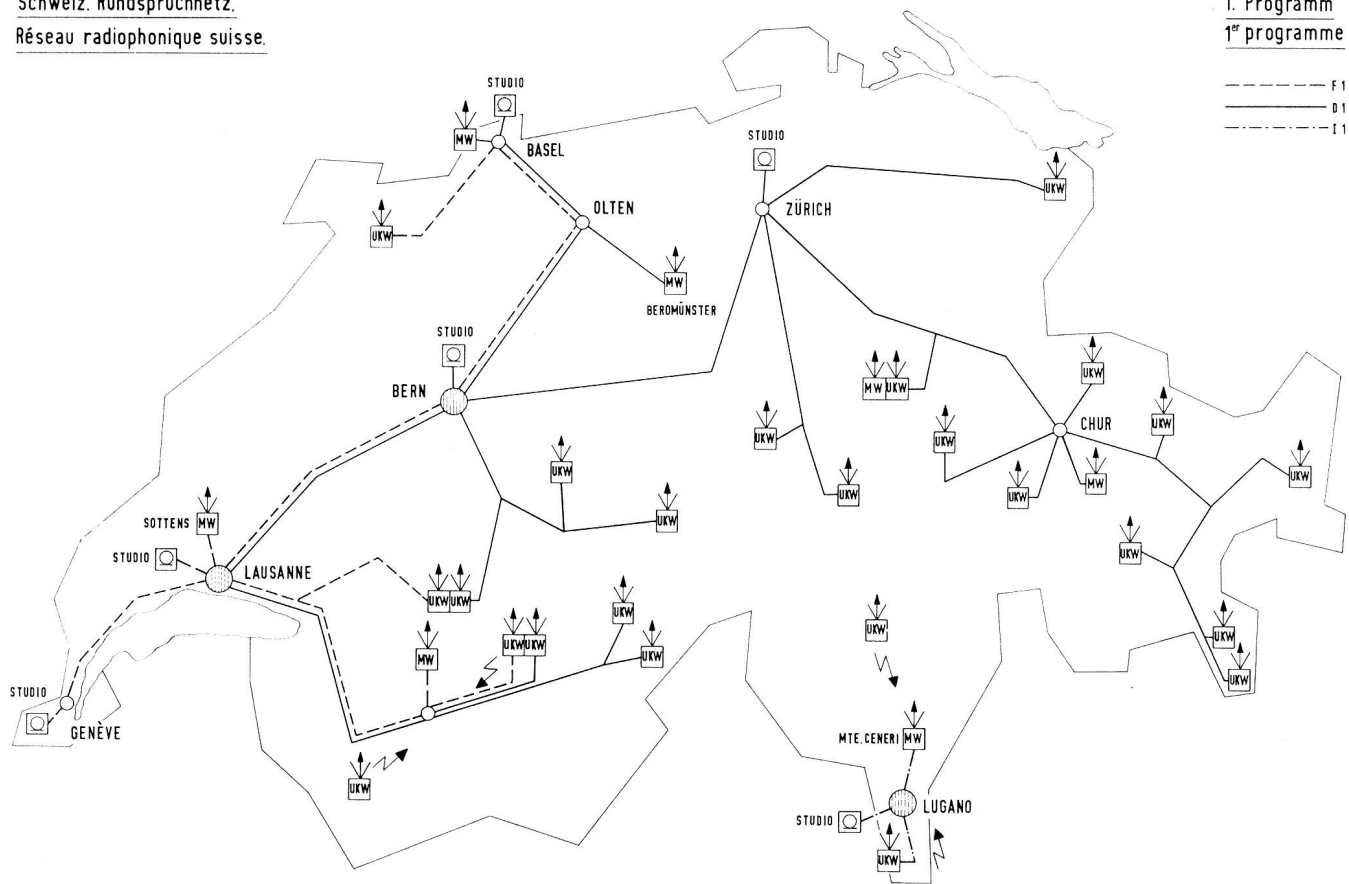 Schweiz. Rundspruchnetz.
Réseau radiophonique suisse.
1. Programm
1er programme
F 1
D 1
I 1
STUDIO
MW
BASEL
STUDIO
OLTEN
ZÜRICH
UKW
UKW
MW
BEROMÜNSTER
STUDIO
BERN
MW UKW
UKW
UKW
UKW
CHUR
UKW
UKW
UKW
UKW
UKW
MW
UKW
UKW
SOTTENS MW
STUDIO
UKW
LAUSANNE
UKW UKW
UKW
UKW
UKW
UKW UKW
UKW
MW
UKW
UKW
STUDIO
GENÈVE
MTE. CENERI MW
UKW
LUGANO
STUDIO
UKW